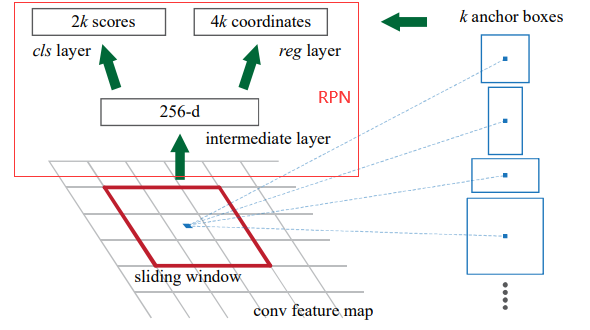 2k scores
4k coordinates
k anchor boxes
cls layer
reg layer
RPN
256-d
intermediate layer
sliding window
conv feature map